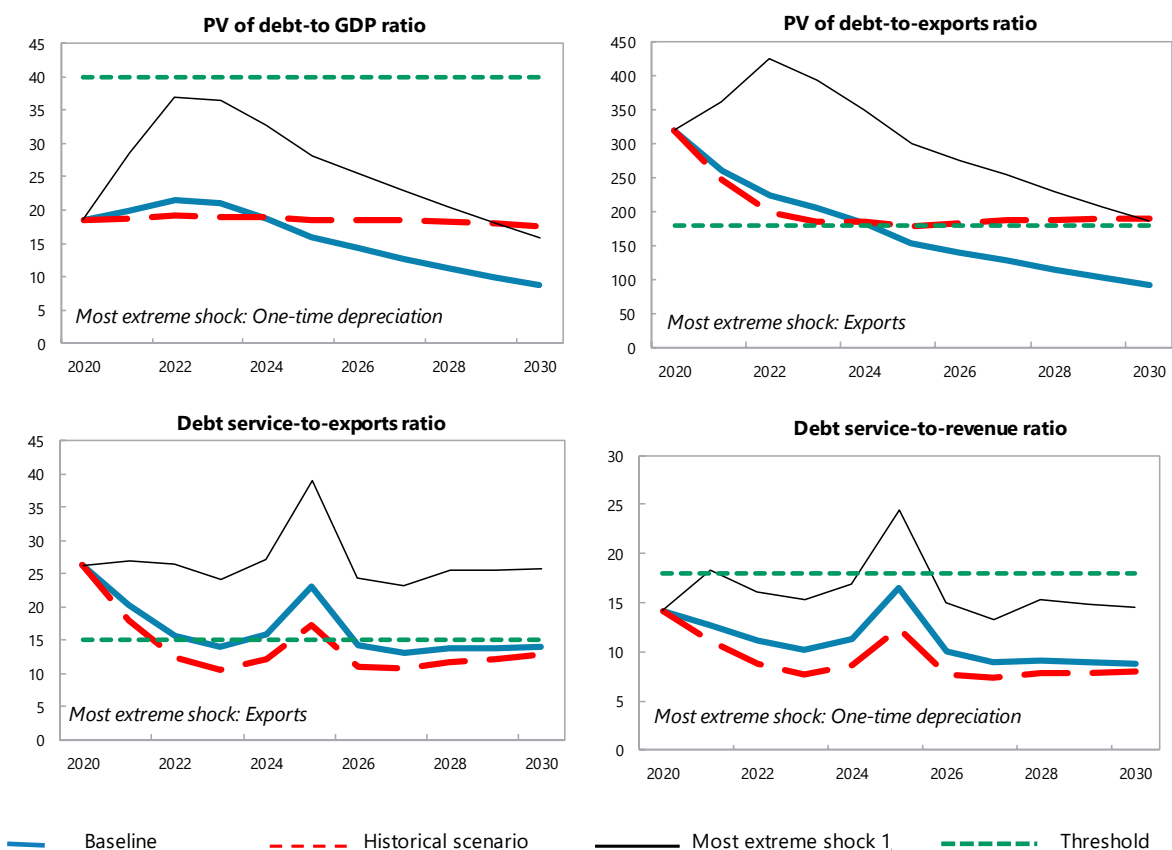 PV of debt-to GDP ratio
45
40
35
30
25
20
15
10
5
0
Most extreme shock: One-time depreciation
2020 2022 2024 2026 2028 2030
PV of debt-to-exports ratio
450
400
350
300
250
200
150
100
50
0
Most extreme shock: Exports
2020 2022 2024 2026 2028 2030
Debt service-to-exports ratio
45
40
35
30
25
20
15
10
5
0
Most extreme shock: Exports
2020 2022 2024 2026 2028 2030
Debt service-to-revenue ratio
30
25
20
15
10
5
0
Most extreme shock: One-time depreciation
2020 2022 2024 2026 2028 2030
Baseline Historical scenario Most extreme shock 1 Threshold